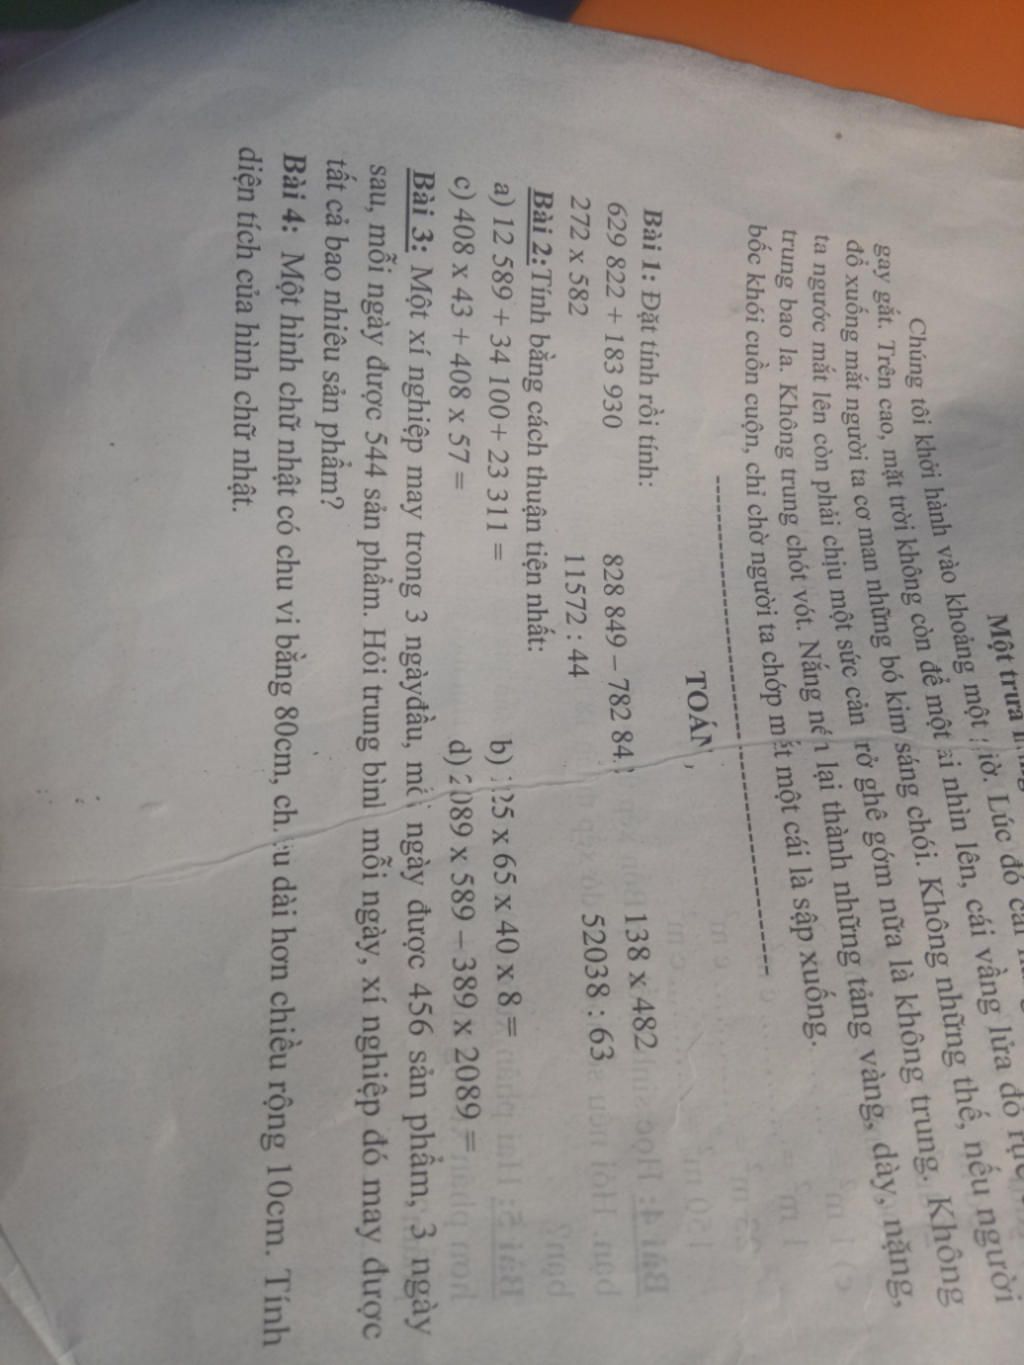 Một trưa
Chúng tôi khởi hành vào khoảng một giờ. Lúc đó cái
gay gắt. Trên cao, mặt trời không còn để một ai nhìn lên, cái vầng lửa đó rực
đổ xuống mắt người ta cơ man những bó kim sáng chói. Không những thế, nếu người
ta ngước mắt lên còn phải chịu một sức cản trở ghê gớm nữa là không trung. Không
trung bao la. Không trung chót vót. Nắng nén lại thành những tảng vàng, dày, nặng,
bốc khói cuồn cuộn, chỉ chờ người ta chớp mắt một cái là sập xuống.
TOÁN
Bài 1: Đặt tính rồi tính:
629 822 + 183 930 828 849 – 782 84 138 x 482
272 x 582 11572 : 44 52038 : 63
Bài 2:Tính bằng cách thuận tiện nhất:
a) 12 589 + 34 100+ 23 311 = b) 125 x 65 x 40 x 8 =
c) 408 x 43 + 408 x 57 = d) 2089 x 589 – 389 x 2089 =
Bài 3: Một xí nghiệp may trong 3 ngàyđầu, mỗi ngày được 456 sản phẩm, 3 ngày
sau, mỗi ngày được 544 sản phẩm. Hỏi trung bình mỗi ngày, xí nghiệp đó may được
tất cả bao nhiêu sản phẩm?
Bài 4: Một hình chữ nhật có chu vi bằng 80cm, chiều dài hơn chiều rộng 10cm. Tính
diện tích của hình chữ nhật.